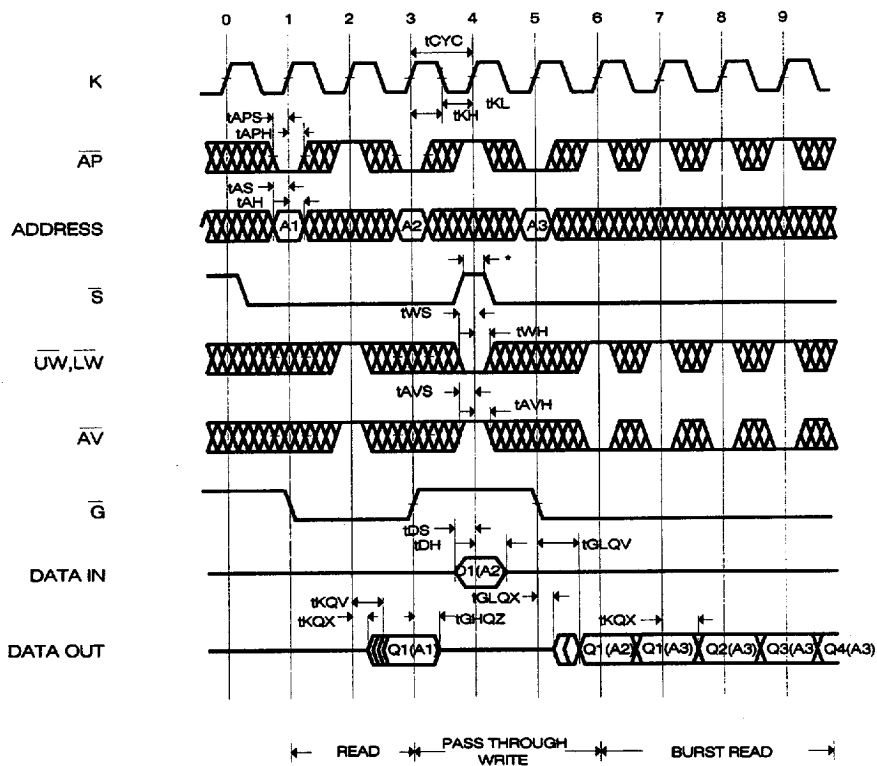 0 1 2 3 4 5 6 7 8 9
tCYC
K
tKL
tKH
tAPS
tAPH
AP
tAS
tAH
ADDRESS
A1 A2 A3
S
*
tWS
tWH
UW,LW
tAVS
tAVH
AV
G
tDS
tDH
tGLQV
DATA IN
D1(A2
tGLQX
tKQV
tKQX
tGHQZ
tKQX
DATA OUT
Q1(A1) Q1(A2) Q1(A3) Q2(A3) Q3(A3 Q4(A3)
READ
PASS THROUGH
WRITE
BURST READ